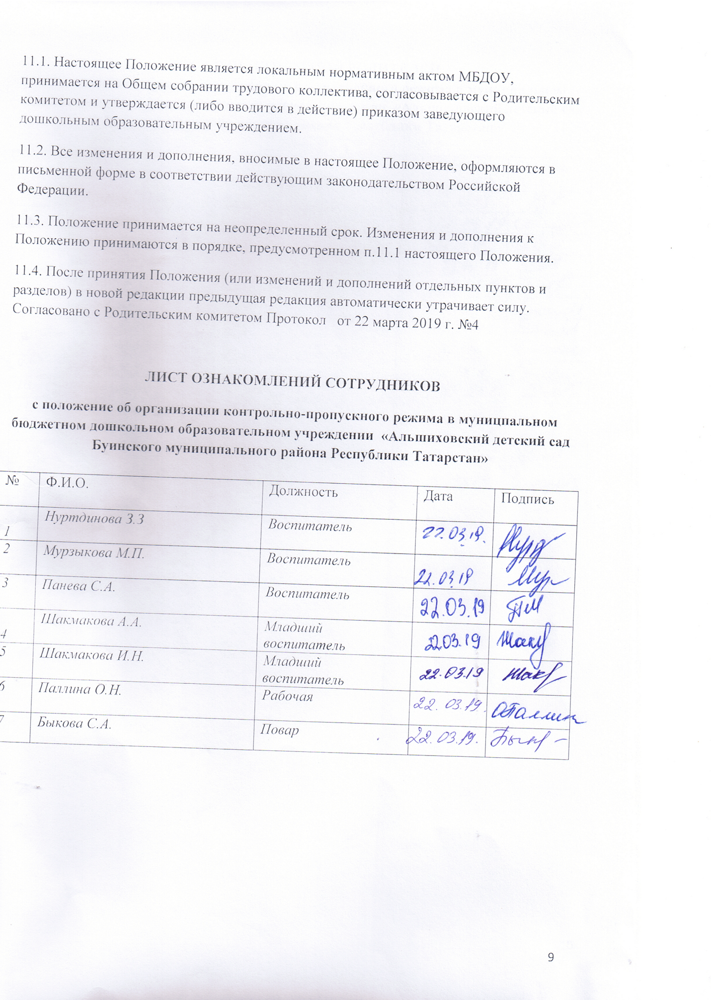 11.1. Настоящее Положение является локальным нормативным актом МБДОУ,
принимается на Общем собрании трудового коллектива, согласовывается с Родительским
комитетом и утверждается (либо вводится в действие) приказом заведующего
дошкольным образовательным учреждением.
11.2. Все изменения и дополнения, вносимые в настоящее Положение, оформляются в
письменной форме в соответствии действующим законодательством Российской
Федерации.
11.3. Положение принимается на неопределенный срок. Изменения и дополнения к
Положению принимаются в порядке, предусмотренном п.11.1 настоящего Положения.
11.4. После принятия Положения (или изменений и дополнений отдельных пунктов и
разделов) в новой редакции предыдущая редакция автоматически утрачивает силу.
Согласовано с Родительским комитетом Протокол от 22 марта 2019 г. №4
ЛИСТ ОЗНАКОМЛЕНИЙ СОТРУДНИКОВ
с положение об организации контрольно-пропускного режима в муницпальном
бюджетном дошкольном образовательном учреждении «Альшиховский детский сад
Буинского муниципального района Республики Татарстан»
№ Ф.И.О. Должность Дата Подпись
1 Нуртдинова З.З Воспитатель 22.03.19.
2 Мурзыкова М.П. Воспитатель 22.03.19 Мур
3 Панева С.А. Воспитатель 22.03.19
4 Шакмакова А.А. Младший воспитатель 22.03.19
5 Шакмакова И.Н. Младший воспитатель 22.03.19
6 Паллина О.Н. Рабочая 22.03.19. ОПаллин
7 Быкова С.А. Повар 22.03.19.
9